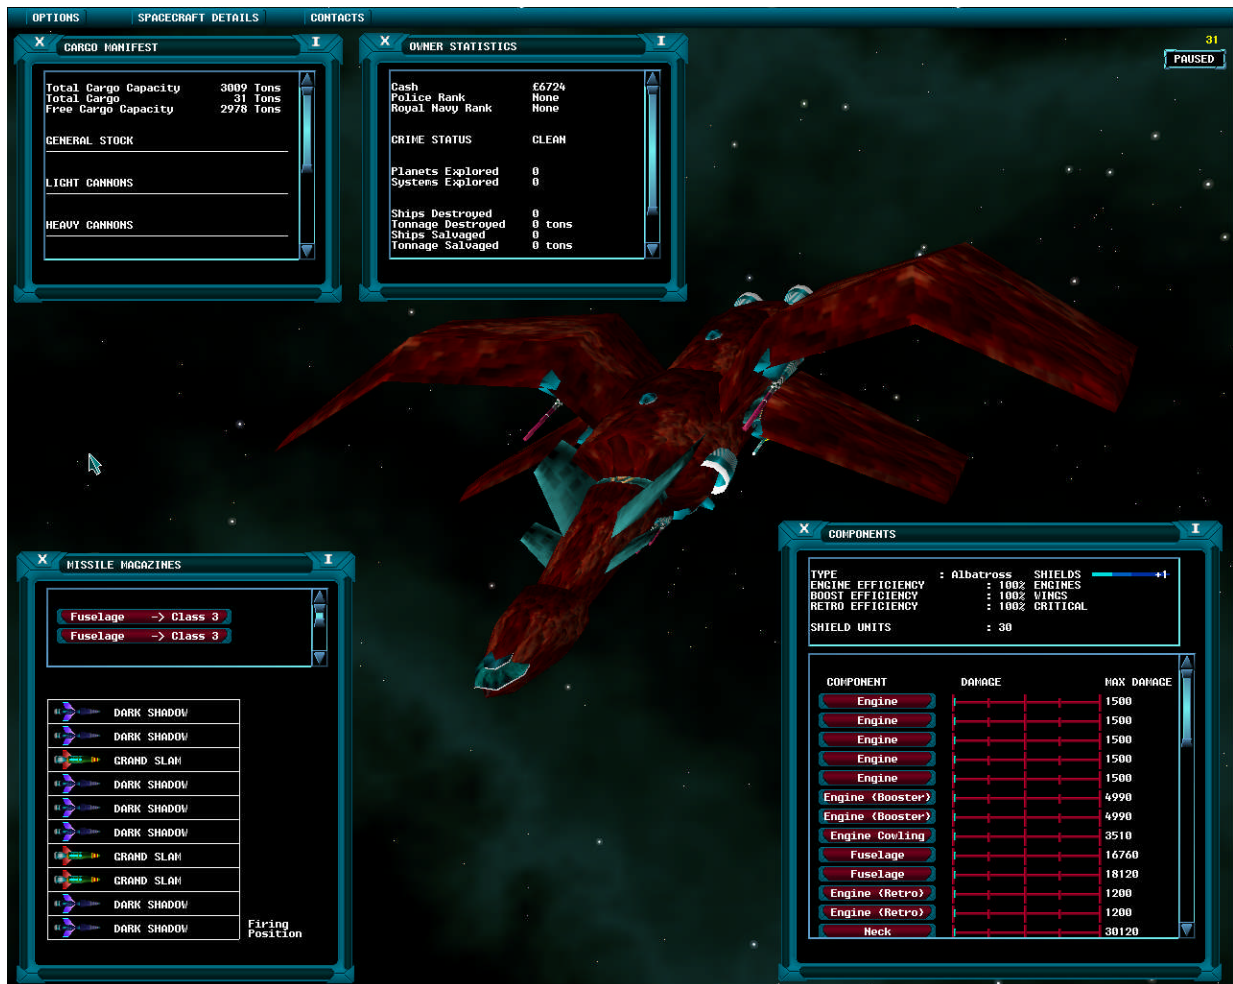 OPTIONS SPACECRAFT DETAILS CONTACTS
31
PAUSED
X CARGO MANIFEST I
Total Cargo Capacity 3009 Tons
Total Cargo 31 Tons
Free Cargo Capacity 2978 Tons
GENERAL STOCK
LIGHT CANNONS
HEAVY CANNONS
X OWNER STATISTICS I
Cash £6724
Police Rank None
Royal Navy Rank None
CRIME STATUS CLEAN
Planets Explored 0
Systems Explored 0
Ships Destroyed 0
Tonnage Destroyed 0 tons
Ships Salvaged 0
Tonnage Salvaged 0 tons
X MISSILE MAGAZINES I
Fuselage -> Class 3
Fuselage -> Class 3
DARK SHADOW
DARK SHADOW
GRAND SLAM
DARK SHADOW
DARK SHADOW
DARK SHADOW
GRAND SLAM
GRAND SLAM
DARK SHADOW
DARK SHADOW Firing Position
X COMPONENTS I
TYPE : Albatross SHIELDS +1
ENGINE EFFICIENCY : 100% ENGINES
BOOST EFFICIENCY : 100% WINGS
RETRO EFFICIENCY : 100% CRITICAL
SHIELD UNITS : 30
COMPONENT DAMAGE MAX DAMAGE
Engine 1500
Engine 1500
Engine 1500
Engine 1500
Engine 1500
Engine (Booster) 4990
Engine (Booster) 4990
Engine Cowling 3510
Fuselage 16760
Fuselage 18120
Engine (Retro) 1200
Engine (Retro) 1200
Neck 30120